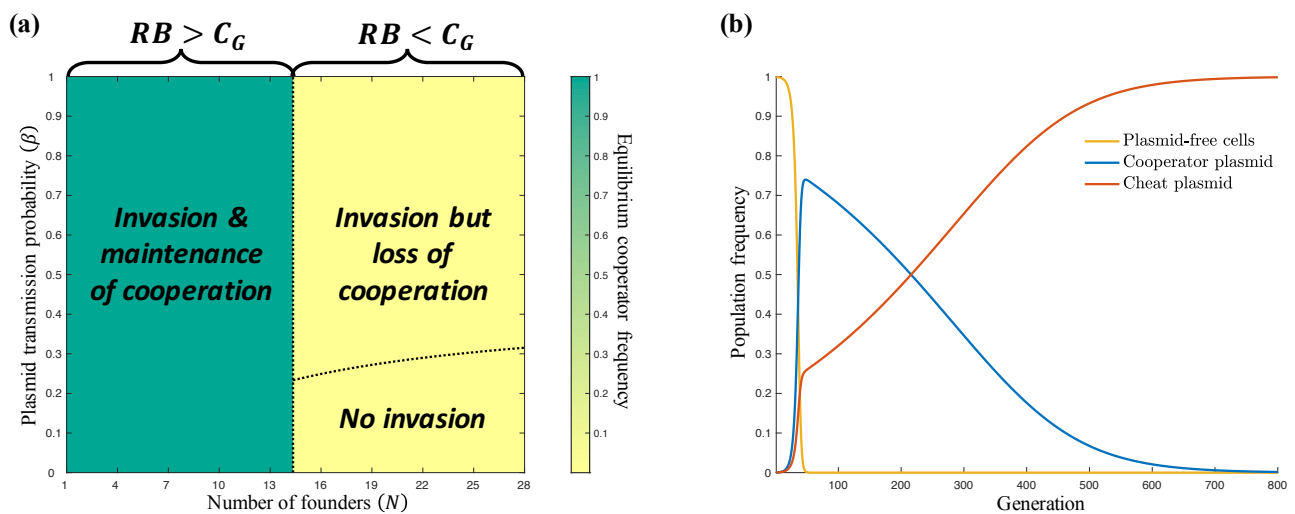 (a)
RB > C_G
RB < C_G
1
0.9
0.8
0.7
0.6
0.5
0.4
0.3
0.2
0.1
0
Plasmid transmission probability (β)
Invasion &
maintenance
of cooperation
Invasion but
loss of
cooperation
No invasion
1 4 7 10 13 16 19 22 25 28
Number of founders (N)
1
0.9
0.8
0.7
0.6
0.5
0.4
0.3
0.2
0.1
Equilibrium cooperator frequency
(b)
1
0.9
0.8
0.7
0.6
0.5
0.4
0.3
0.2
0.1
0
Population frequency
Plasmid-free cells
Cooperator plasmid
Cheat plasmid
100 200 300 400 500 600 700 800
Generation